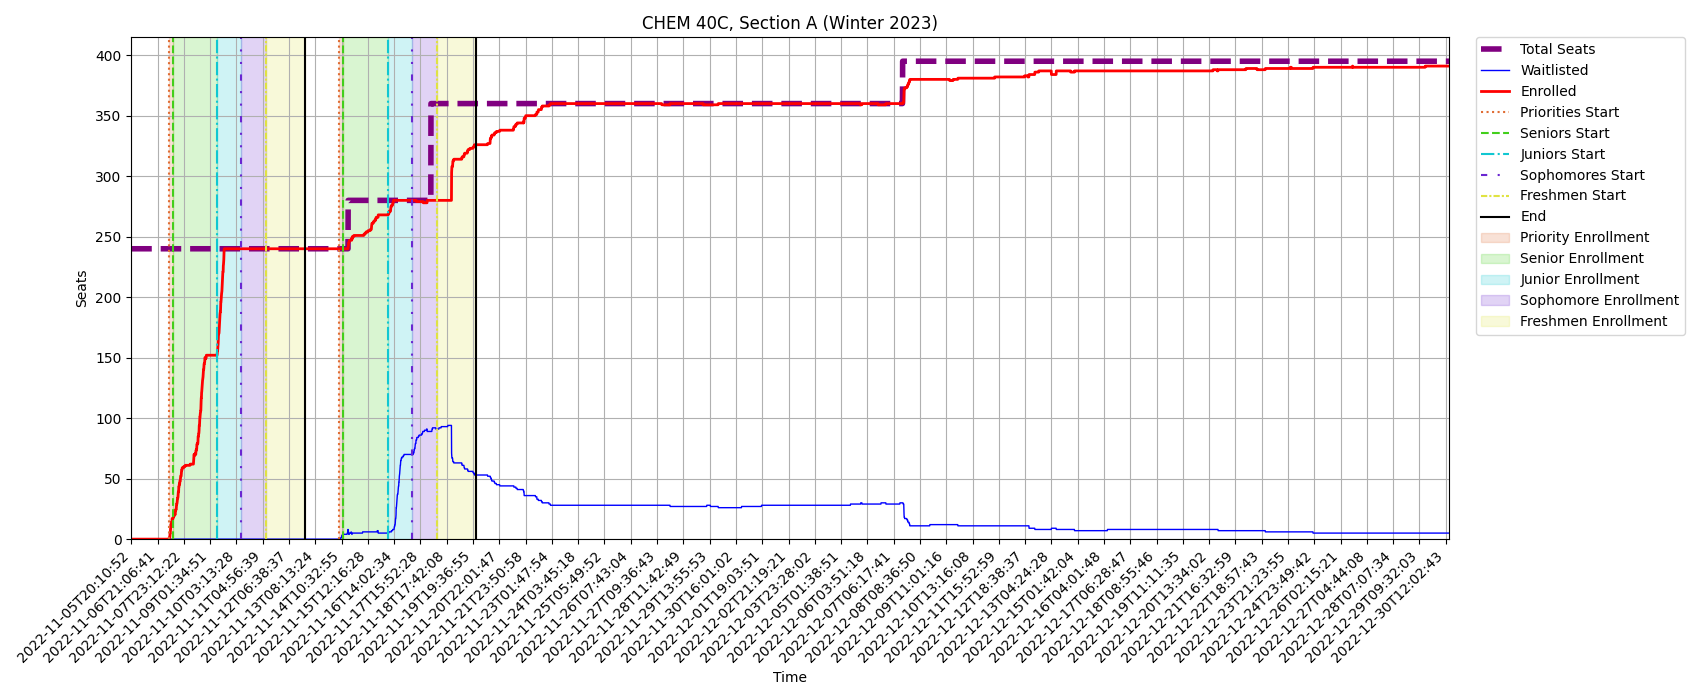 CHEM 40C, Section A (Winter 2023)
400
350
300
250
200
150
100
50
0
Seats
2022-11-05T20:10:52
2022-11-06T21:06:41
2022-11-07T23:12:22
2022-11-09T01:34:51
2022-11-10T03:13:28
2022-11-11T04:56:39
2022-11-12T06:38:37
2022-11-13T08:13:24
2022-11-14T10:32:55
2022-11-15T12:16:28
2022-11-16T14:02:34
2022-11-17T15:52:28
2022-11-18T17:42:08
2022-11-19T19:36:55
2022-11-20T22:01:47
2022-11-21T23:50:58
2022-11-23T01:47:54
2022-11-24T03:45:18
2022-11-25T05:49:52
2022-11-26T07:43:04
2022-11-27T09:36:43
2022-11-28T11:42:49
2022-11-29T13:55:53
2022-11-30T16:01:02
2022-12-01T19:03:51
2022-12-02T21:19:21
2022-12-03T23:28:02
2022-12-05T01:38:51
2022-12-06T03:51:18
2022-12-07T06:17:41
2022-12-08T08:36:50
2022-12-09T11:01:16
2022-12-10T13:16:08
2022-12-11T15:52:59
2022-12-12T18:38:37
2022-12-13T04:24:28
2022-12-15T01:42:04
2022-12-16T04:01:48
2022-12-17T06:28:47
2022-12-18T08:55:46
2022-12-19T11:11:35
2022-12-20T13:34:02
2022-12-21T16:32:59
2022-12-22T18:57:43
2022-12-23T21:23:55
2022-12-24T23:49:42
2022-12-26T02:15:21
2022-12-27T04:44:08
2022-12-28T07:07:34
2022-12-29T09:32:03
2022-12-30T12:02:43
Time
Total Seats
Waitlisted
Enrolled
Priorities Start
Seniors Start
Juniors Start
Sophomores Start
Freshmen Start
End
Priority Enrollment
Senior Enrollment
Junior Enrollment
Sophomore Enrollment
Freshmen Enrollment